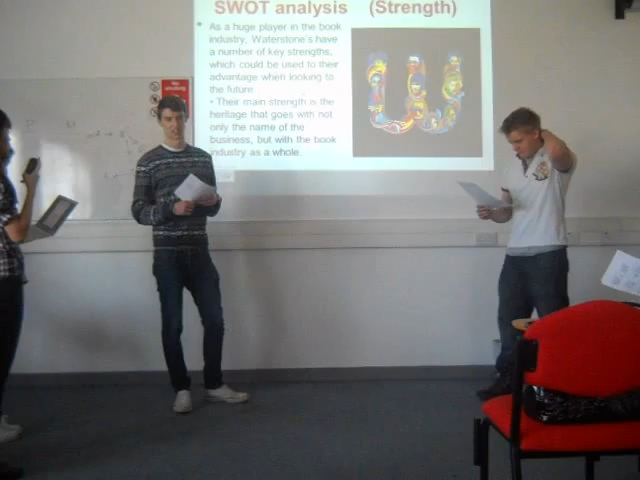 SWOT analysis (Strength)
• As a huge player in the book
industry, Waterstone's have
a number of key strengths,
which could be used to their
advantage when looking to
the future
• Their main strength is the
heritage that goes with not
only the name of the
business, but with the book
industry as a whole.